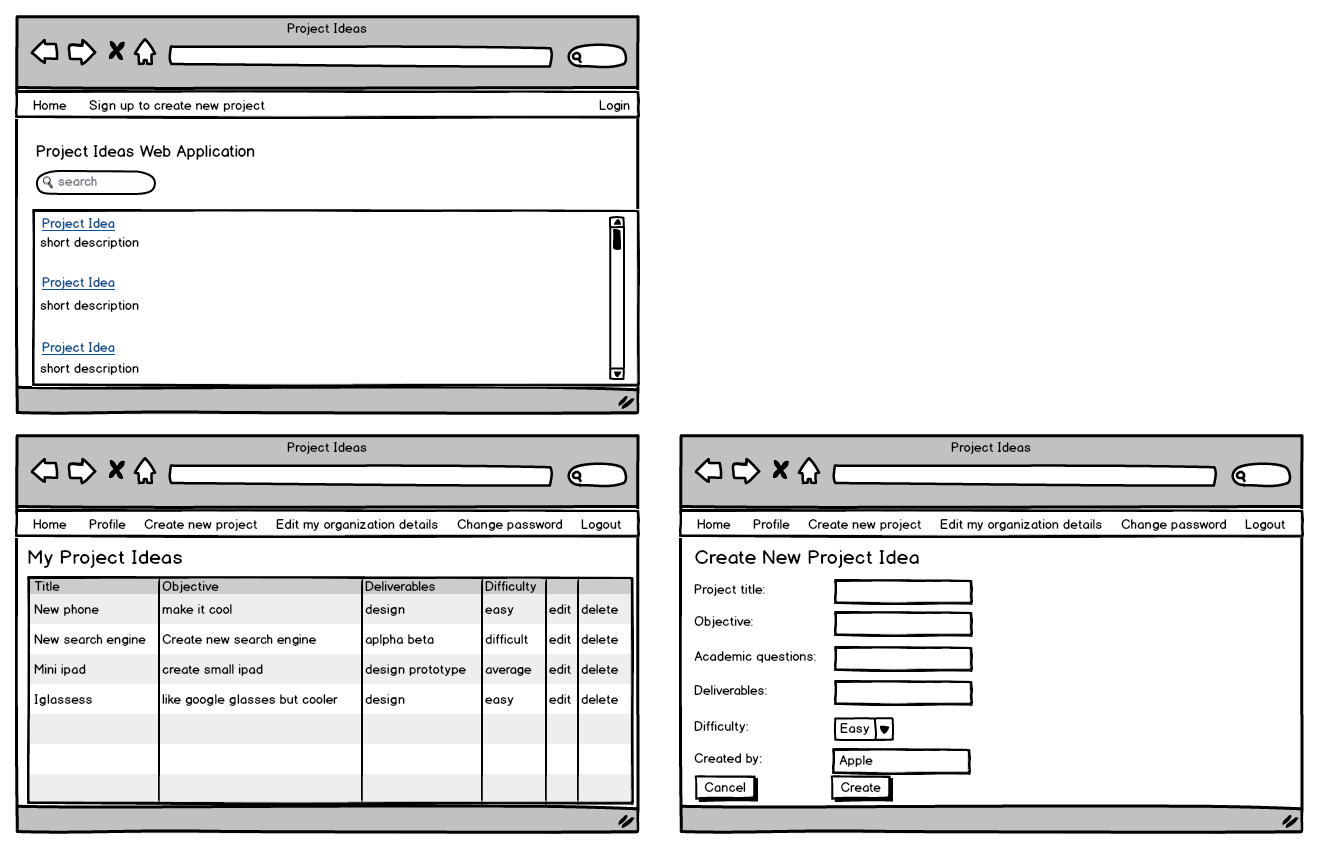 Project Ideas
Home Sign up to create new project Login
Project Ideas Web Application
search
Project Idea
short description
Project Idea
short description
Project Idea
short description
Project Ideas
Home Profile Create new project Edit my organization details Change password Logout
My Project Ideas
Title Objective Deliverables Difficulty
New phone make it cool design easy edit delete
New search engine Create new search engine aplpha beta difficult edit delete
Mini ipad create small ipad design prototype average edit delete
Iglassess like google glasses but cooler design easy edit delete
Project Ideas
Home Profile Create new project Edit my organization details Change password Logout
Create New Project Idea
Project title:
Objective:
Academic questions:
Deliverables:
Difficulty: Easy
Created by: Apple
Cancel Create